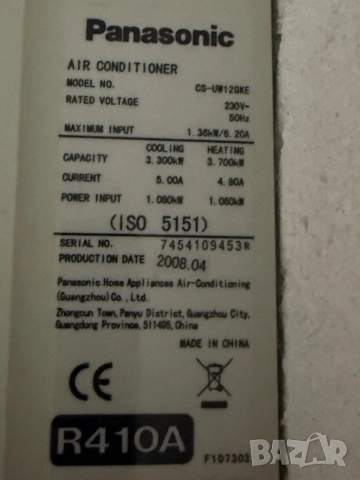 Panasonic
AIR CONDITIONER
MODEL NO. CS-UW12GKE
RATED VOLTAGE 230V~
50Hz
MAXIMUM INPUT 1.36kW/6.20A
COOLING HEATING
CAPACITY 3.300kW 3.700kW
CURRENT 5.00A 4.80A
POWER INPUT 1.080kW 1.060kW
(ISO 5151)
SERIAL NO. 7454109453R
PRODUCTION DATE 2008.04
Panasonic Home Appliances Air-Conditioning
(Guangzhou) Co., Ltd.
Zhongcun Town, Panyu District, Guangzhou City,
Guangdong Province, 511495, China
MADE IN CHINA
CE
R410A
F107303
bazar